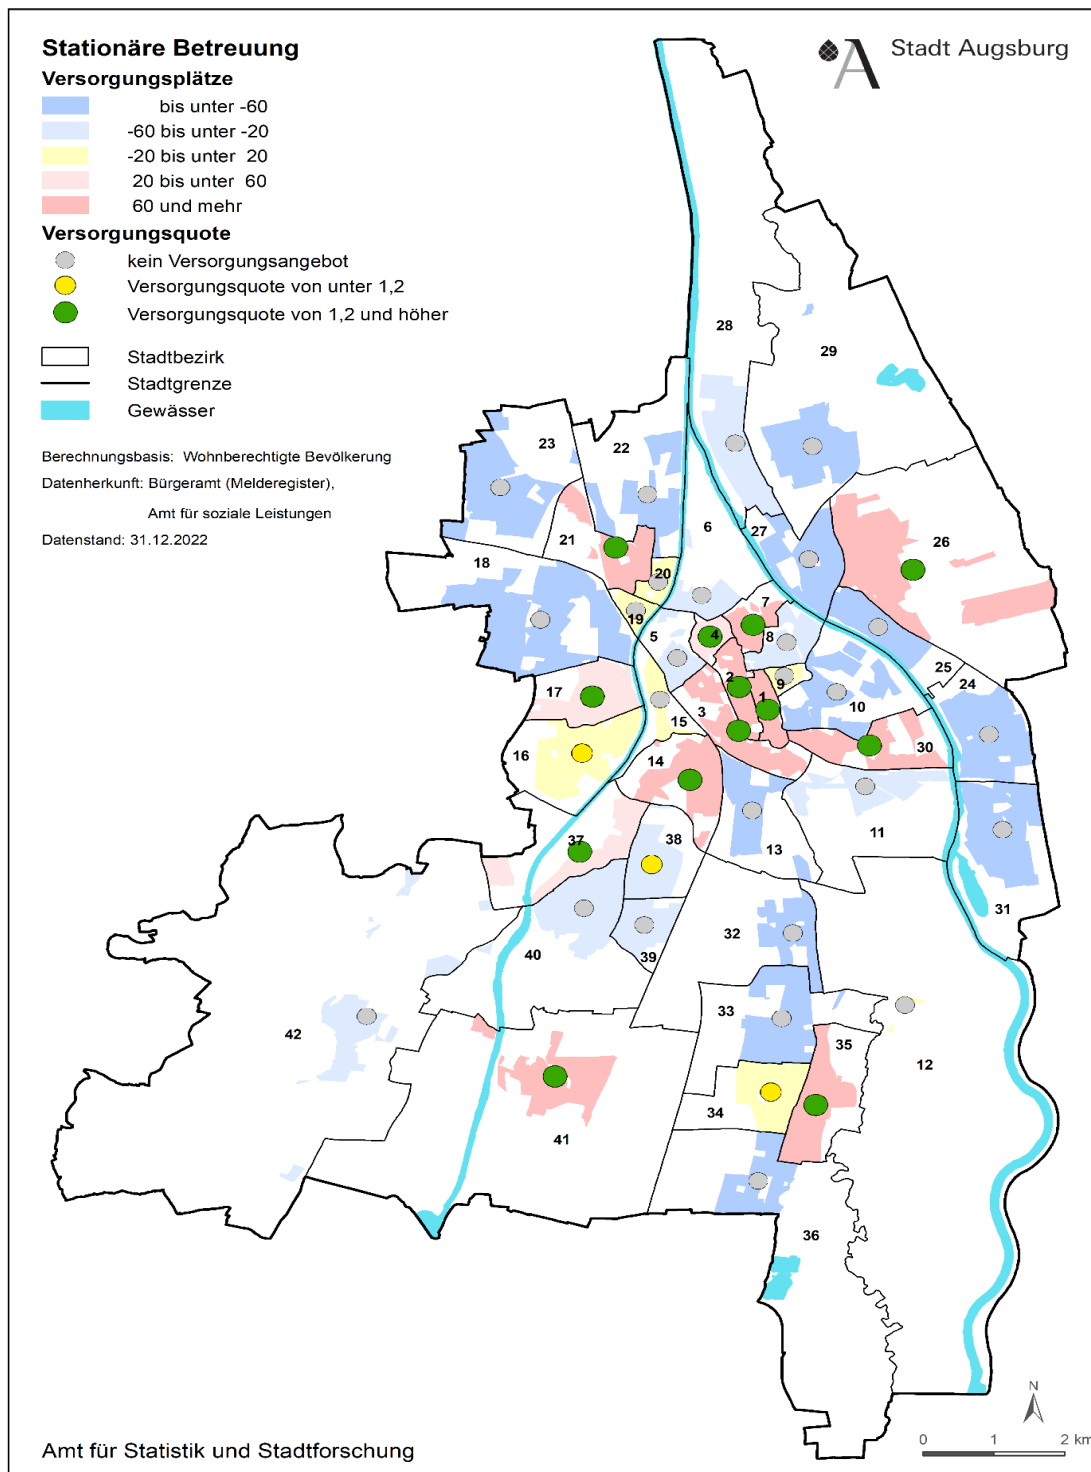 Stationäre Betreuung
Stadt Augsburg
Versorgungsplätze
bis unter -60
-60 bis unter -20
-20 bis unter 20
20 bis unter 60
60 und mehr
Versorgungsquote
kein Versorgungsangebot
Versorgungsquote von unter 1,2
Versorgungsquote von 1,2 und höher
Stadtbezirk
Stadtgrenze
Gewässer
Berechnungsbasis: Wohnberechtigte Bevölkerung
Datenherkunft: Bürgeramt (Melderegister),
Amt für soziale Leistungen
Datenstand: 31.12.2022
28
29
23
22
6
27
26
21
18
20
19
7
5
4
8
25
2
9
24
17
1
10
3
15
30
16
14
11
37
38
13
31
32
40
39
33
42
35
12
34
41
36
N
0 1 2 km
Amt für Statistik und Stadtforschung